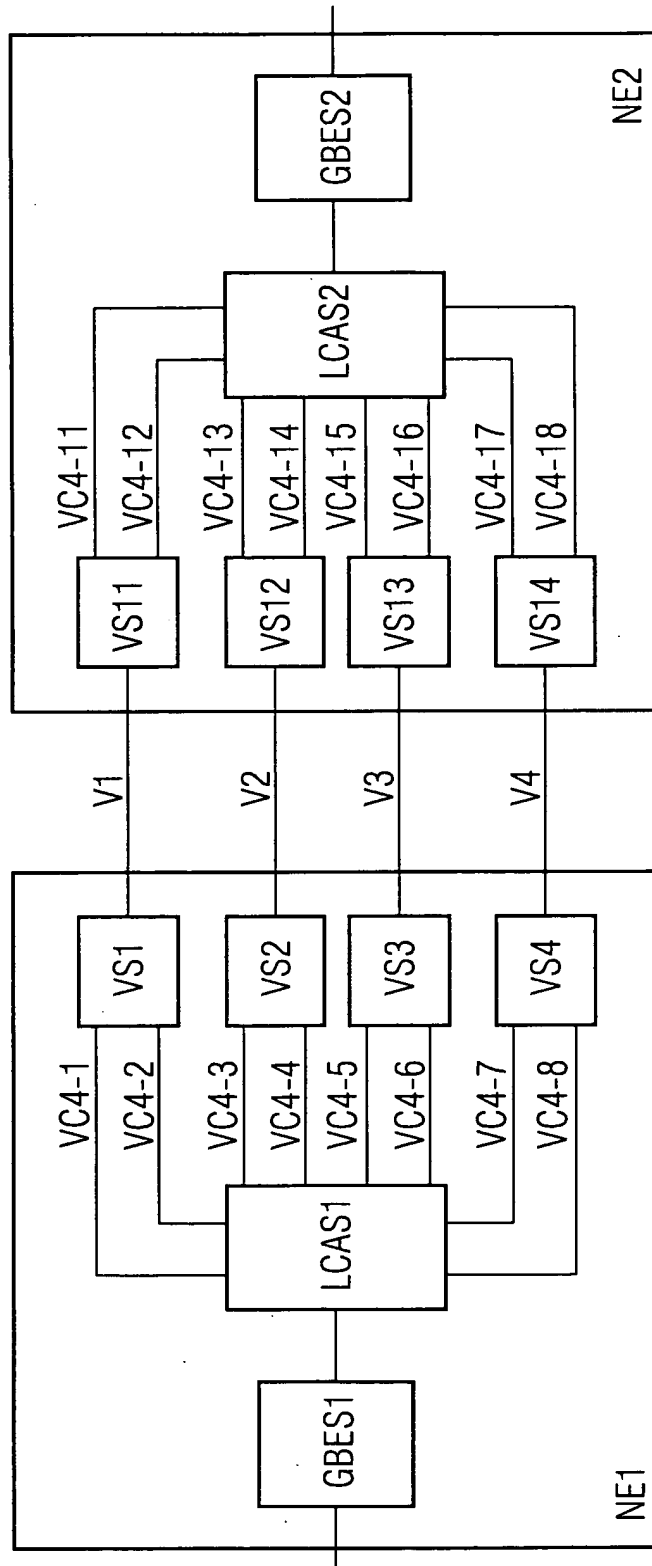 NE1
GBES1
LCAS1
VC4-1
VC4-2
VC4-3
VC4-4
VC4-5
VC4-6
VC4-7
VC4-8
VS1
VS2
VS3
VS4
V1
V2
V3
V4
NE2
VS11
VS12
VS13
VS14
VC4-11
VC4-12
VC4-13
VC4-14
VC4-15
VC4-16
VC4-17
VC4-18
LCAS2
GBES2